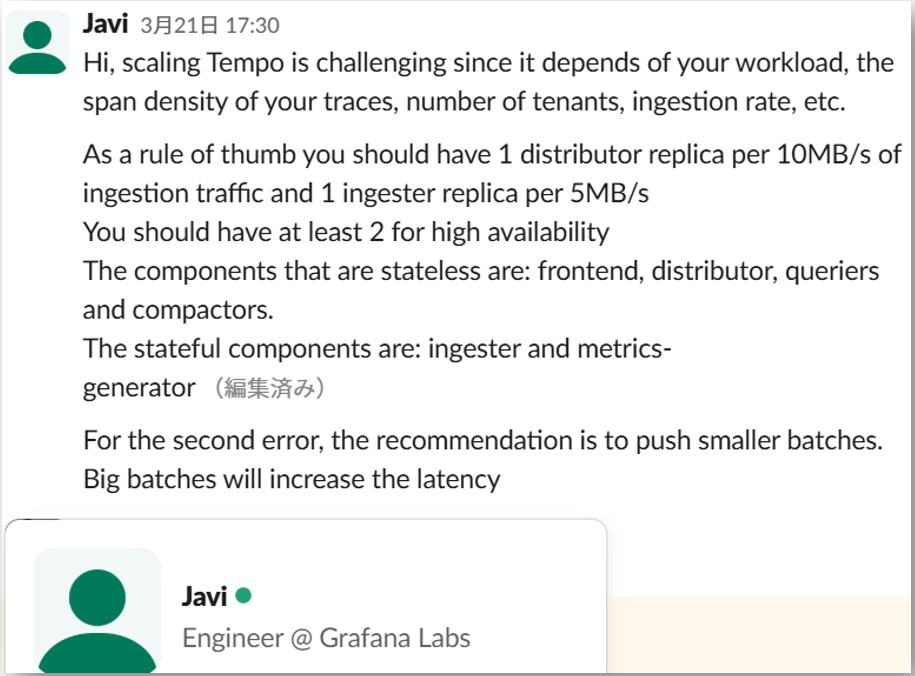 Javi 3月21日 17:30
Hi, scaling Tempo is challenging since it depends of your workload, the
span density of your traces, number of tenants, ingestion rate, etc.
As a rule of thumb you should have 1 distributor replica per 10MB/s of
ingestion traffic and 1 ingester replica per 5MB/s
You should have at least 2 for high availability
The components that are stateless are: frontend, distributor, queriers
and compactors.
The stateful components are: ingester and metrics-
generator （編集済み）
For the second error, the recommendation is to push smaller batches.
Big batches will increase the latency
Javi
Engineer @ Grafana Labs